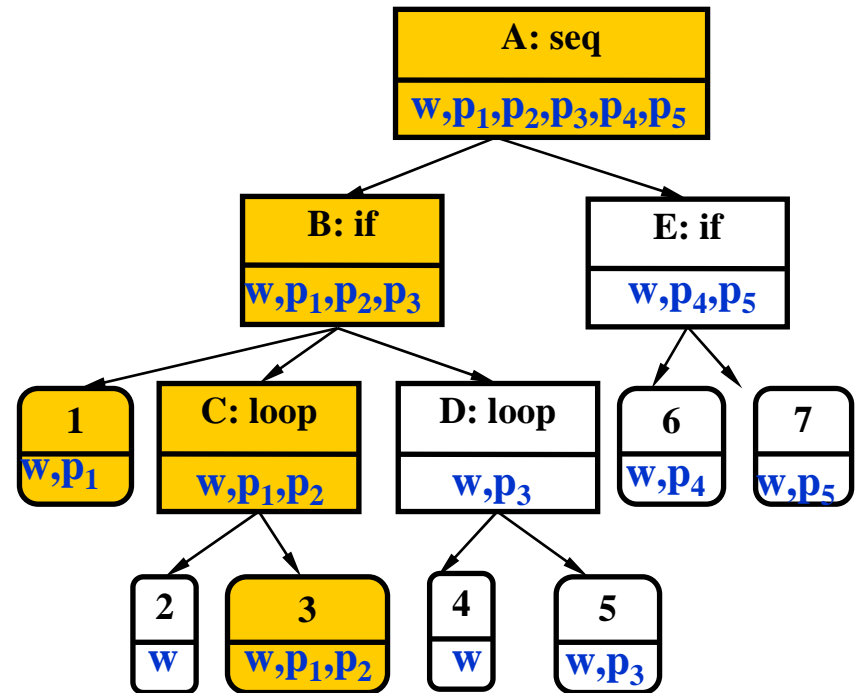 A: seq
w,p₁,p₂,p₃,p₄,p₅
B: if
E: if
w,p₁,p₂,p₃
w,p₄,p₅
1
C: loop
D: loop
6
7
w,p₁
w,p₁,p₂
w,p₃
w,p₄
w,p₅
2
3
4
5
w
w,p₁,p₂
w
w,p₃